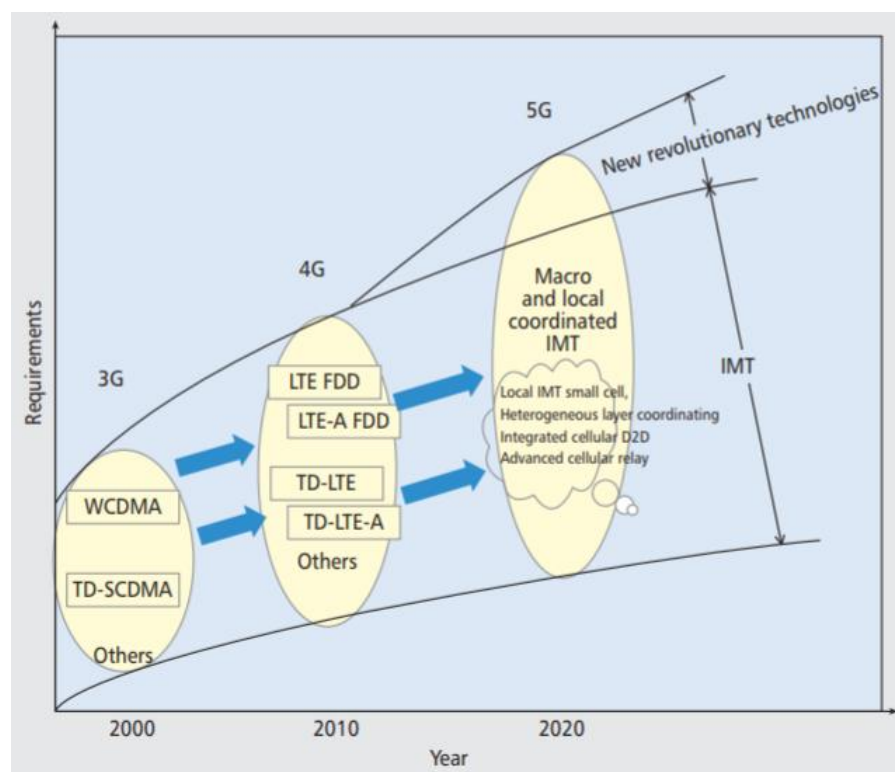 Requirements
5G
New revolutionary technologies
4G
3G
Macro
and local
coordinated
IMT
IMT
LTE FDD
LTE-A FDD
Local IMT small cell,
Heterogeneous layer coordinating
Integrated cellular D2D
Advanced cellular relay
WCDMA
TD-LTE
TD-LTE-A
Others
TD-SCDMA
Others
2000
2010
2020
Year